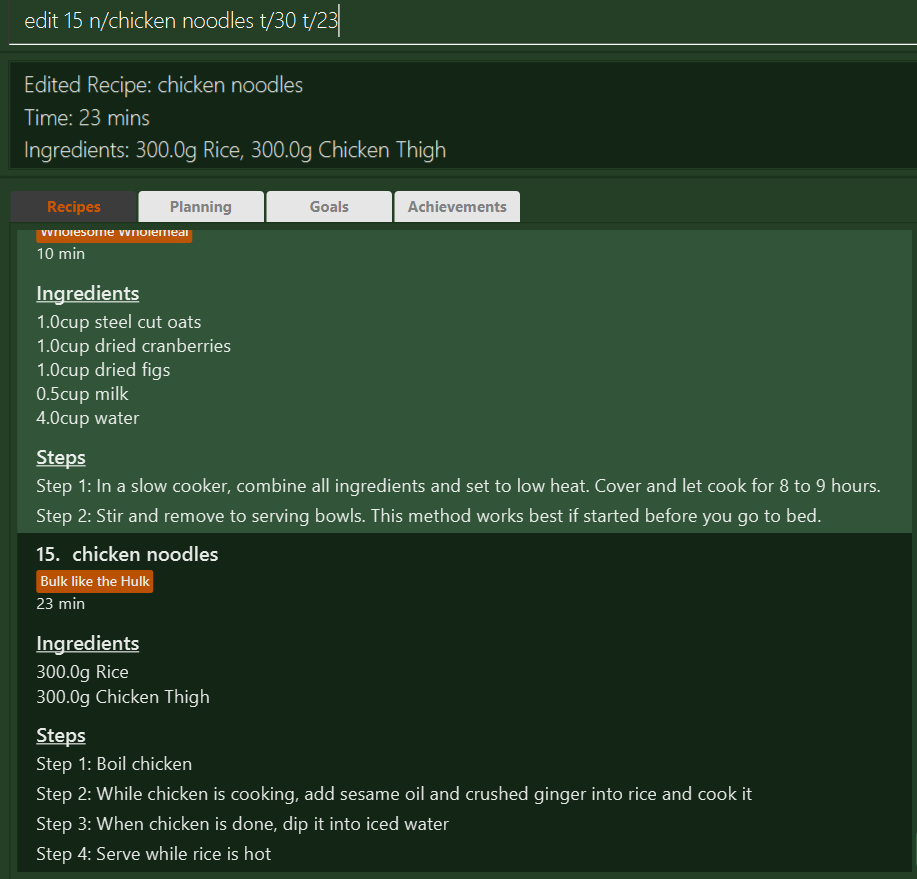 edit 15 n/chicken noodles t/30 t/23
Edited Recipe: chicken noodles
Time: 23 mins
Ingredients: 300.0g Rice, 300.0g Chicken Thigh
Recipes
Planning
Goals
Achievements
Wholesome Wholemeal
10 min
Ingredients
1.0cup steel cut oats
1.0cup dried cranberries
1.0cup dried figs
0.5cup milk
4.0cup water
Steps
Step 1: In a slow cooker, combine all ingredients and set to low heat. Cover and let cook for 8 to 9 hours.
Step 2: Stir and remove to serving bowls. This method works best if started before you go to bed.
15. chicken noodles
Bulk like the Hulk
23 min
Ingredients
300.0g Rice
300.0g Chicken Thigh
Steps
Step 1: Boil chicken
Step 2: While chicken is cooking, add sesame oil and crushed ginger into rice and cook it
Step 3: When chicken is done, dip it into iced water
Step 4: Serve while rice is hot